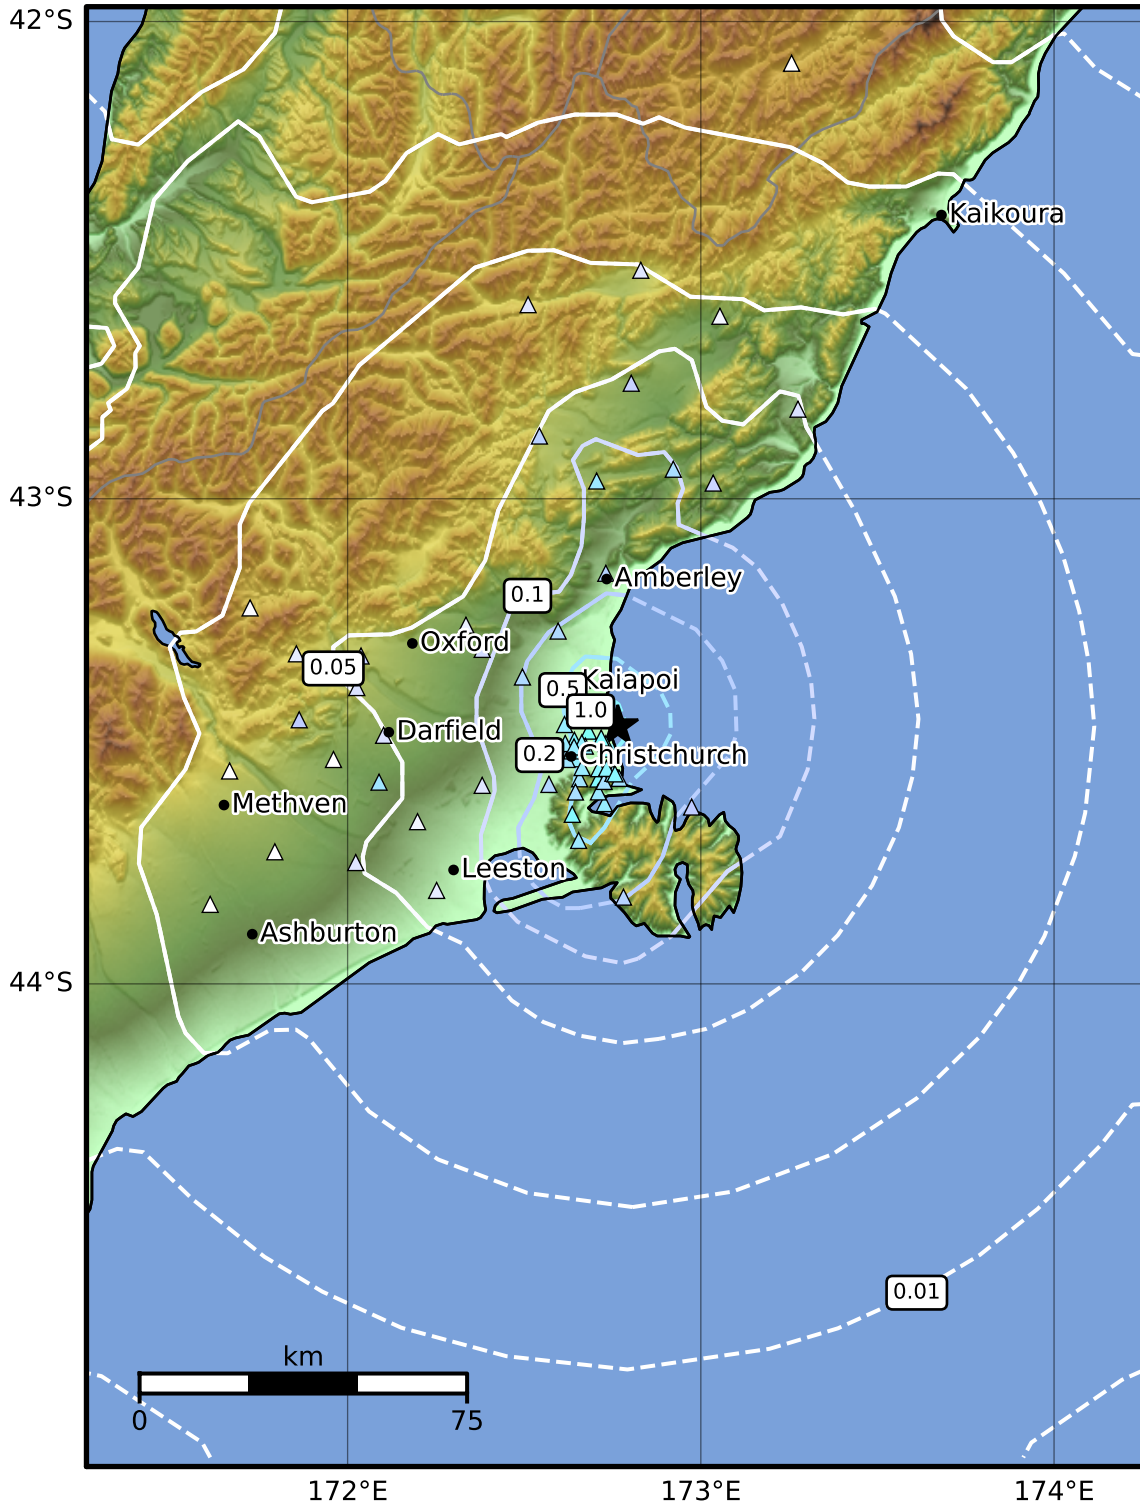 42°S
Kaikoura
43°S
Amberley
0.1
Oxford
0.05
Kaiapoi
0.5
1.0
Darfield
0.2
Christchurch
Methven
Leeston
Ashburton
44°S
0.01
km
0
75
172°E
173°E
174°E